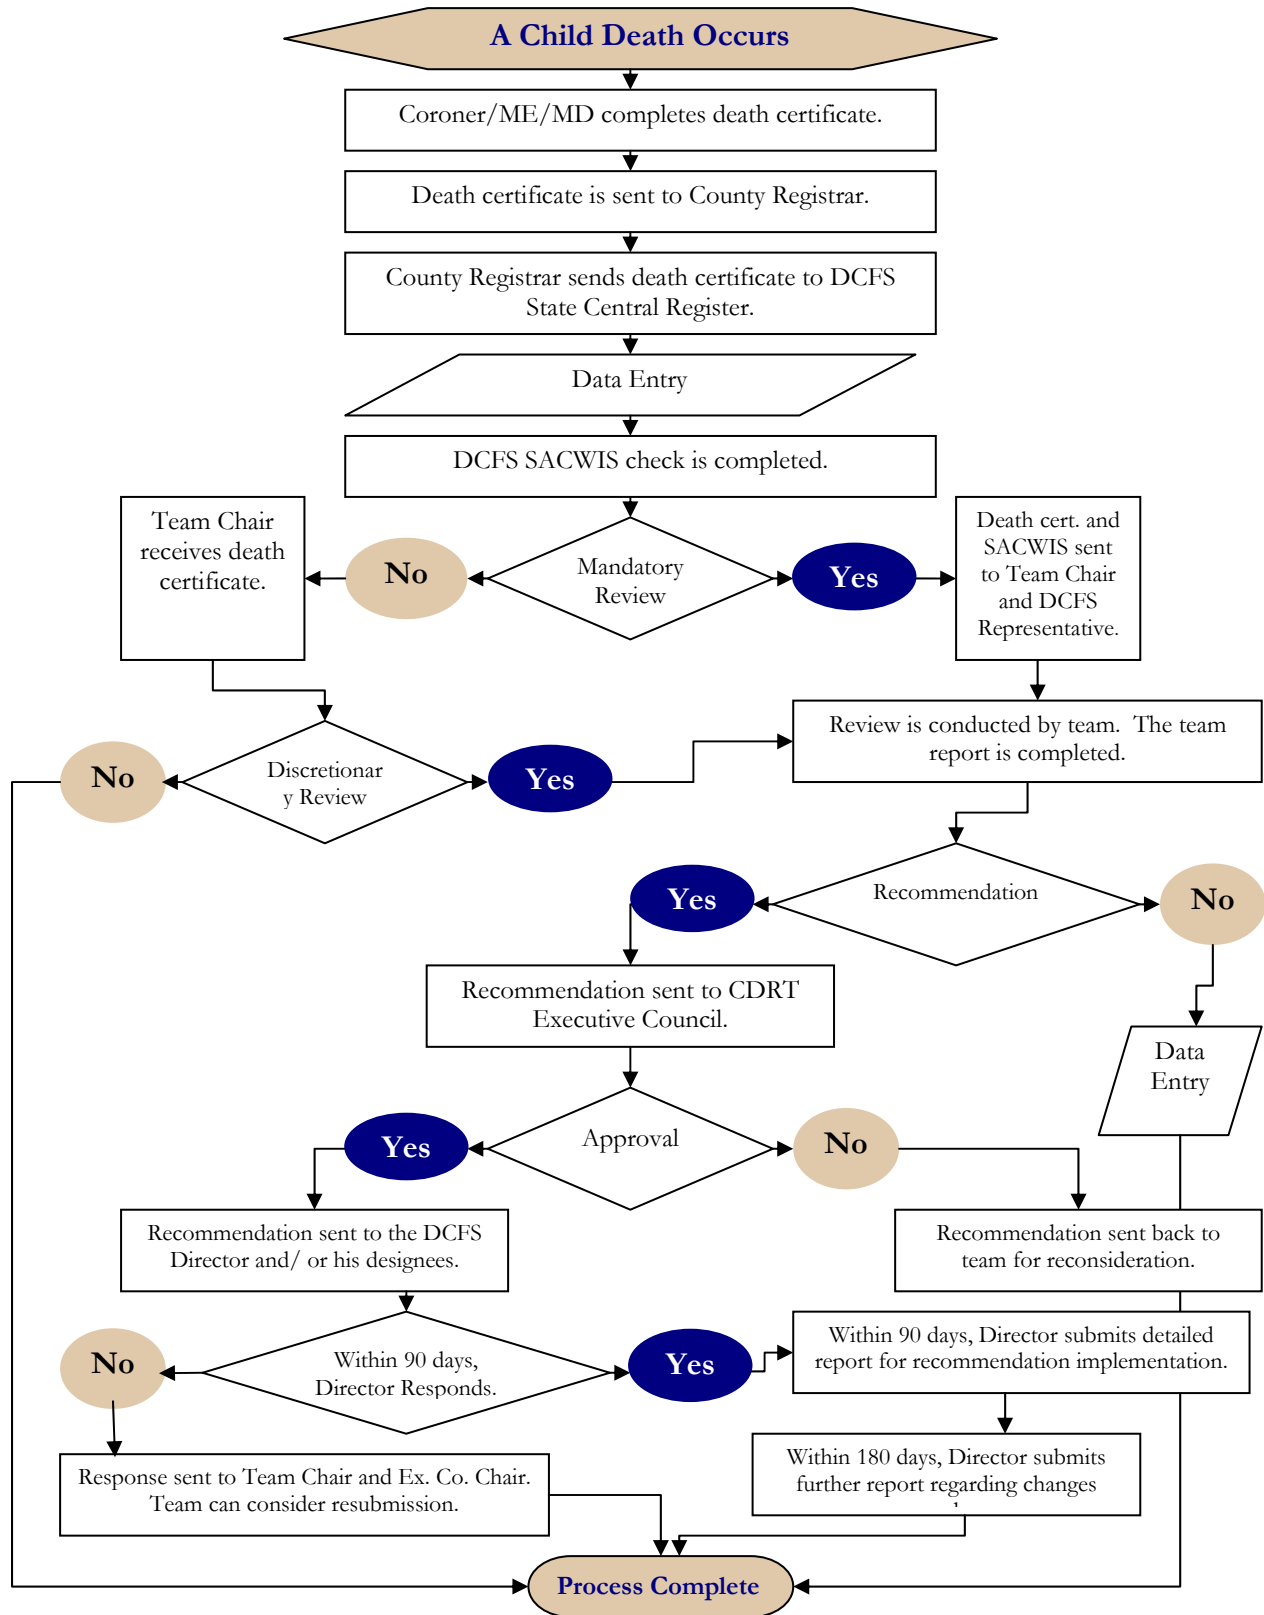 A Child Death Occurs
Coroner/ME/MD completes death certificate.
Death certificate is sent to County Registrar.
County Registrar sends death certificate to DCFS
State Central Register.
Data Entry
DCFS SACWIS check is completed.
Team Chair
receives death
certificate.
No
Mandatory
Review
Yes
Death cert. and
SACWIS sent
to Team Chair
and DCFS
Representative.
Review is conducted by team.  The team
report is completed.
No
Discretionar
y Review
Yes
Recommendation
Yes
No
Recommendation sent to CDRT
Executive Council.
Data
Entry
Yes
Approval
No
Recommendation sent to the DCFS
Director and/ or his designees.
Recommendation sent back to
team for reconsideration.
No
Within 90 days,
Director Responds.
Yes
Within 90 days, Director submits detailed
report for recommendation implementation.
Response sent to Team Chair and Ex. Co. Chair.
Team can consider resubmission.
Within 180 days, Director submits
further report regarding changes
Process Complete